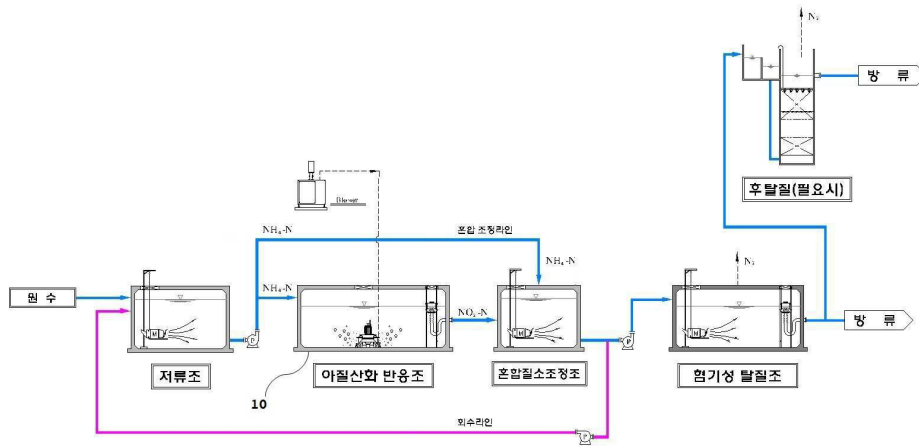 N₂
방 류
후탈질(필요시)
Blower
NH₄-N
혼합 조정라인
NH₄-N
NH₄-N
NO₂-N
N₂
원 수
M
P
M
P
M
방 류
저류조
10
아질산화 반응조
혼합질소조정조
혐기성 탈질조
회수라인
P